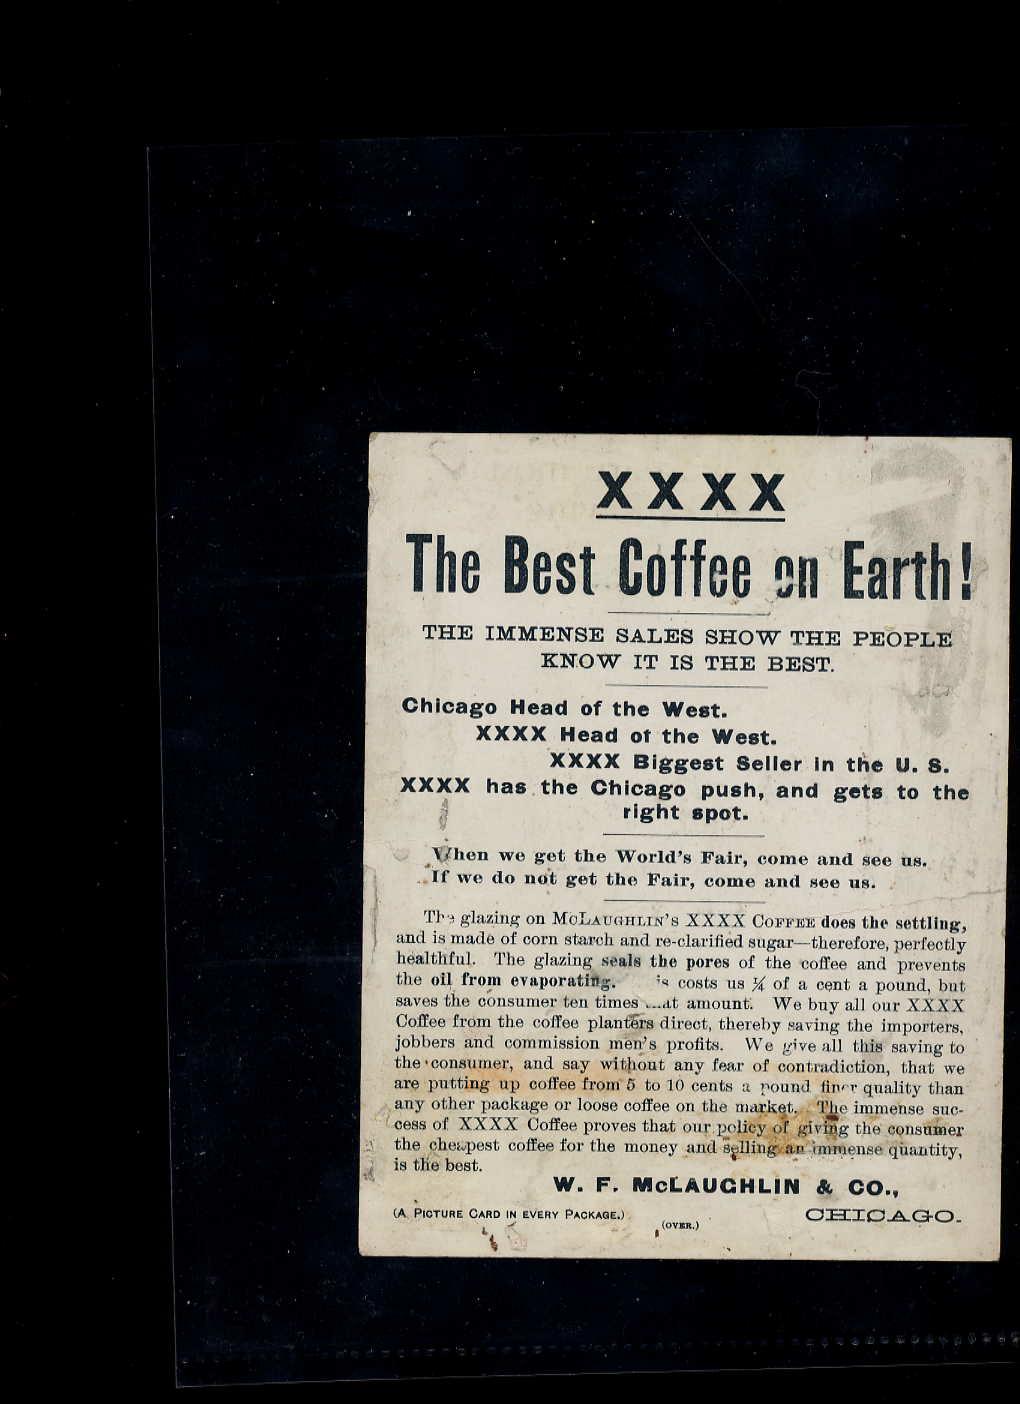 XXXX
The Best Coffee on Earth!
THE IMMENSE SALES SHOW THE PEOPLE
KNOW IT IS THE BEST.
Chicago Head of the West.
XXXX Head of the West.
XXXX Biggest Seller in the U. S.
XXXX has the Chicago push, and gets to the
right spot.
When we get the World's Fair, come and see us.
If we do not get the Fair, come and see us.
The glazing on MCLAUGHLIN'S XXXX COFFEE does the settling,
and is made of corn starch and re-clarified sugar—therefore, perfectly
healthful. The glazing seals the pores of the coffee and prevents
the oil from evaporating. costs us ¼ of a cent a pound, but
saves the consumer ten times that amount. We buy all our XXXX
Coffee from the coffee planters direct, thereby saving the importers,
jobbers and commission men's profits. We give all this saving to
the consumer, and say without any fear of contradiction, that we
are putting up coffee from 5 to 10 cents a pound finer quality than
any other package or loose coffee on the market. The immense suc-
cess of XXXX Coffee proves that our policy of giving the consumer
the cheapest coffee for the money and selling an immense quantity,
is the best.
W. F. McLAUGHLIN & CO.,
(A PICTURE CARD IN EVERY PACKAGE.) CHICAGO.
(OVER.)